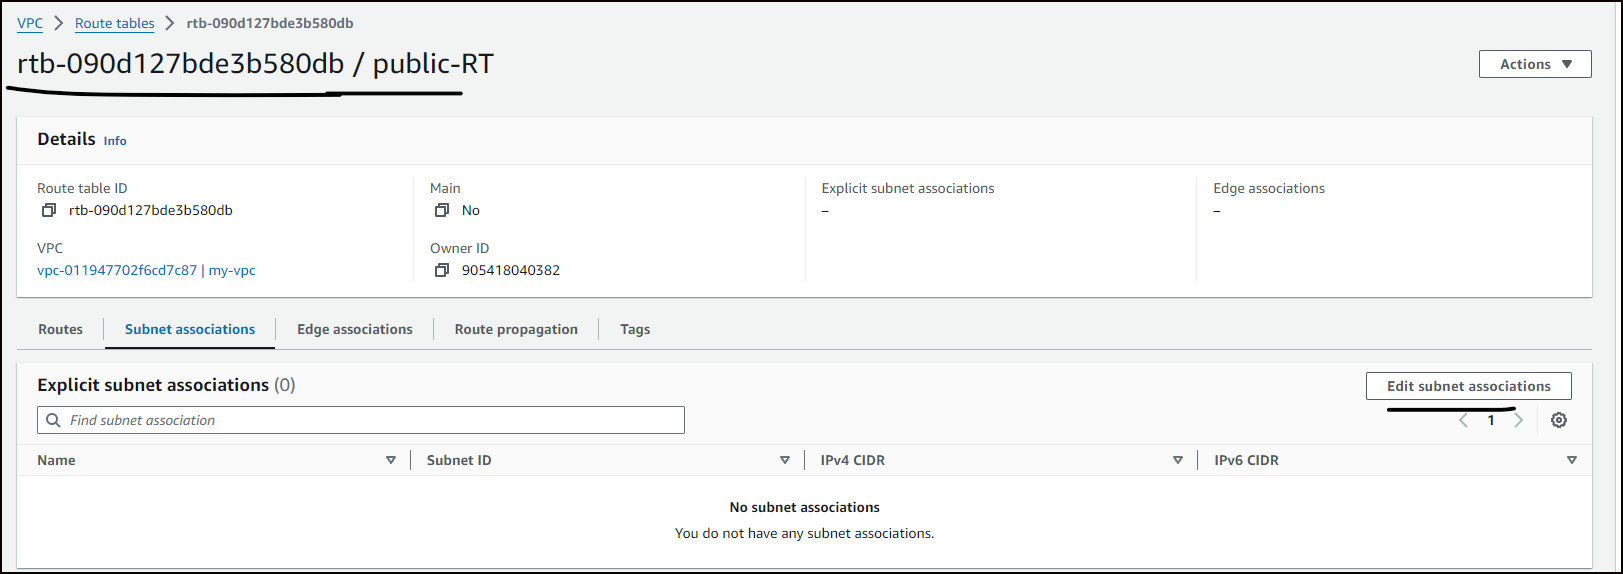 VPC > Route tables > rtb-090d127bde3b580db
rtb-090d127bde3b580db / public-RT
Actions
Details Info
Route table ID
rtb-090d127bde3b580db
Main
No
Explicit subnet associations
–
Edge associations
–
VPC
vpc-011947702f6cd7c87 | my-vpc
Owner ID
905418040382
Routes
Subnet associations
Edge associations
Route propagation
Tags
Explicit subnet associations (0)
Edit subnet associations
Find subnet association
1
Name
Subnet ID
IPv4 CIDR
IPv6 CIDR
No subnet associations
You do not have any subnet associations.